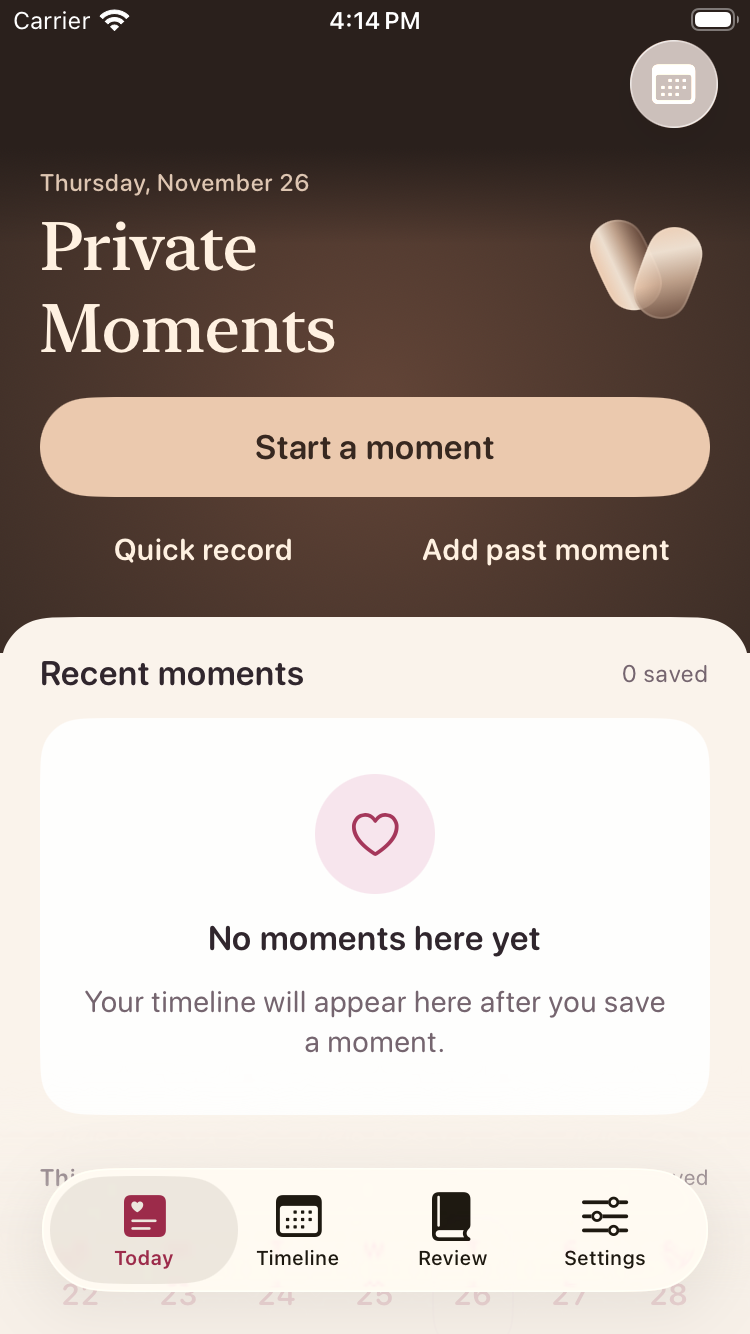 Carrier
4:14 PM
Thursday, November 26
Private
Moments
Start a moment
Quick record
Add past moment
Recent moments
0 saved
No moments here yet
Your timeline will appear here after you save
a moment.
Today
Timeline
Review
Settings
22 23 24 25 26 27 28